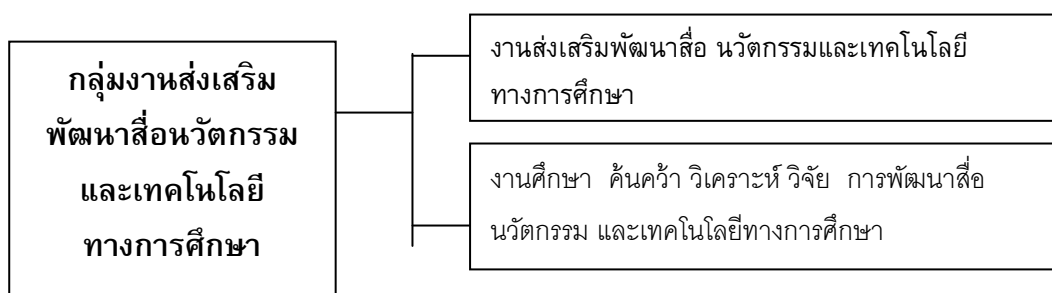 กลุ่มงานส่งเสริม
พัฒนาสื่อนวัตกรรม
และเทคโนโลยี
ทางการศึกษา
งานส่งเสริมพัฒนาสื่อ นวัตกรรมและเทคโนโลยี
ทางการศึกษา
งานศึกษา ค้นคว้า วิเคราะห์ วิจัย การพัฒนาสื่อ
นวัตกรรม และเทคโนโลยีทางการศึกษา